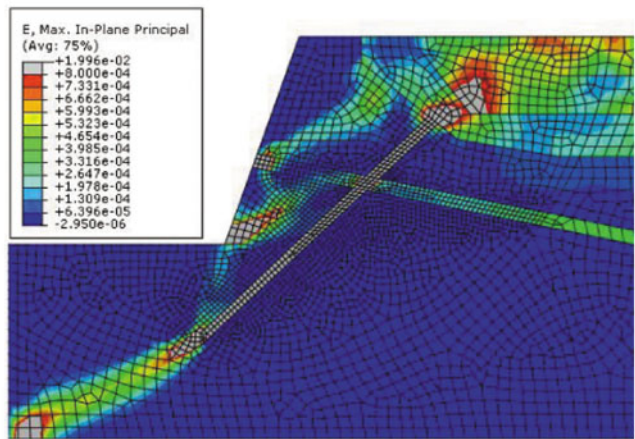 E, Max. In-Plane Principal
(Avg: 75%)
+1.996e-02
+8.000e-04
+7.331e-04
+6.662e-04
+5.993e-04
+5.323e-04
+4.654e-04
+3.985e-04
+3.316e-04
+2.647e-04
+1.978e-04
+1.309e-04
+6.396e-05
-2.950e-06